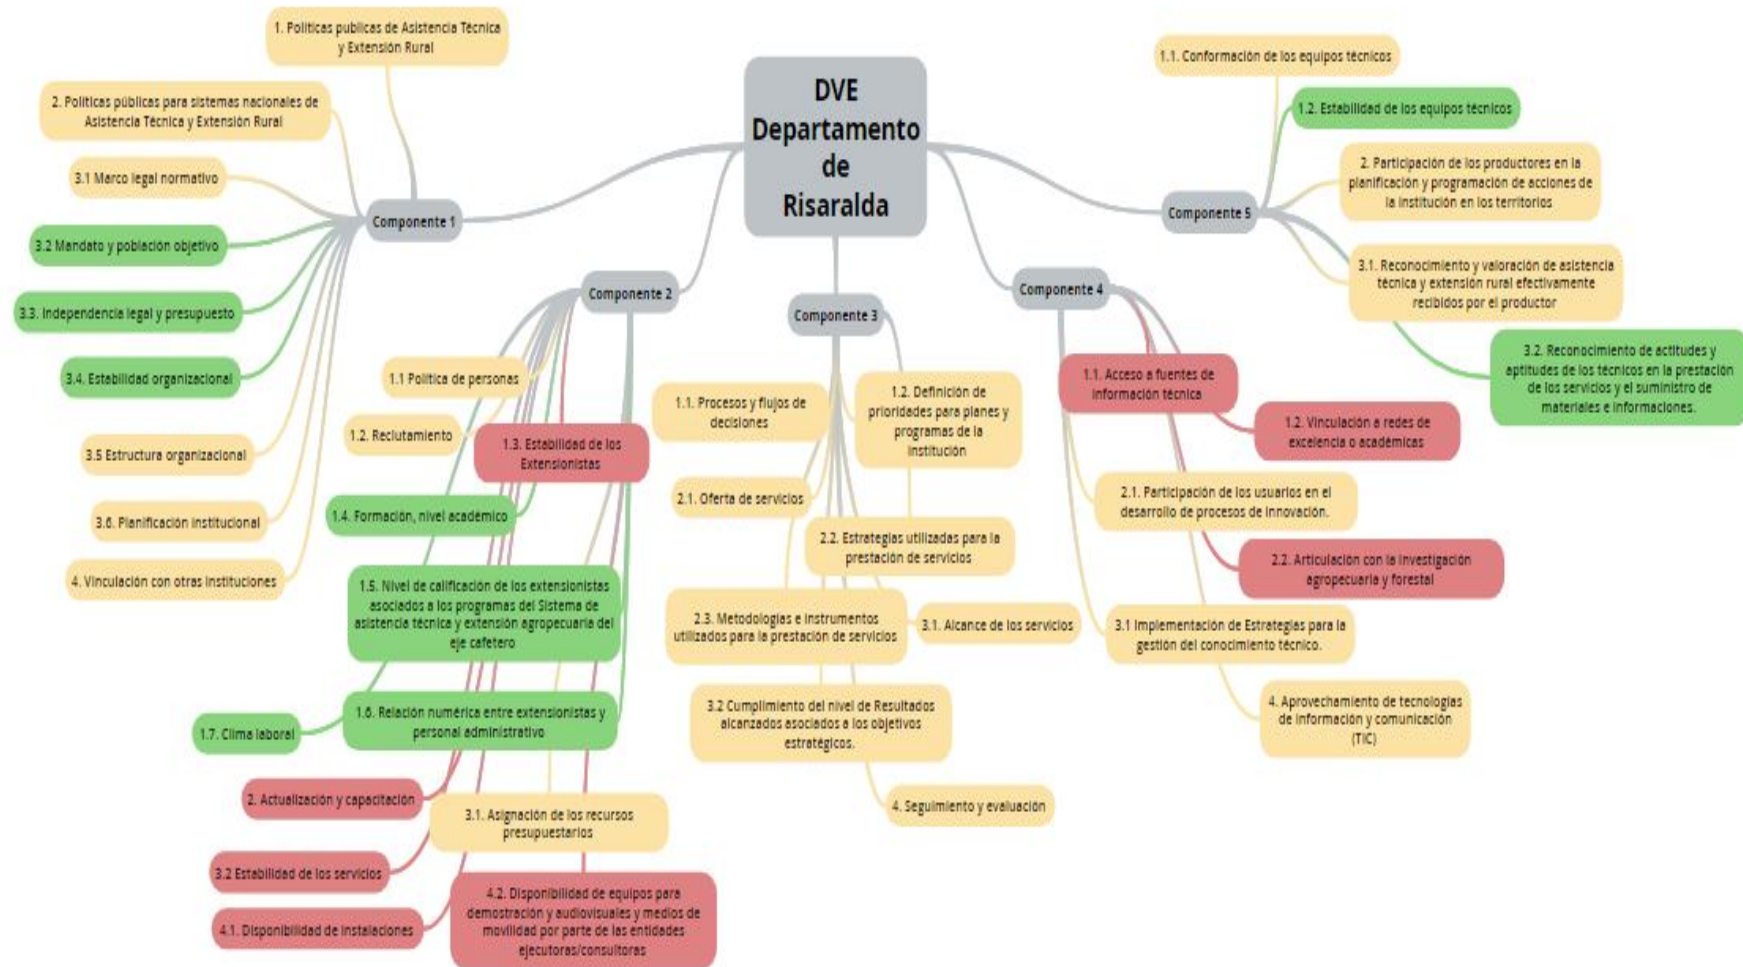 DVE
Departamento
de
Risaralda
Componente 1
1. Políticas publicas de Asistencia Técnica
y Extensión Rural
2. Políticas públicas para sistemas nacionales de
Asistencia Técnica y Extensión Rural
3.1 Marco legal normativo
3.2 Mandato y población objetivo
3.3. Independencia legal y presupuesto
3.4. Estabilidad organizacional
3.5 Estructura organizacional
3.6. Planificación institucional
4. Vinculación con otras instituciones
Componente 2
1.1 Política de personas
1.2. Reclutamiento
1.3. Estabilidad de los
Extensionistas
1.4. Formación, nivel académico
1.5. Nivel de calificación de los extensionistas
asociados a los programas del Sistema de
asistencia técnica y extensión agropecuaria del
eje cafetero
1.6. Relación numérica entre extensionistas y
personal administrativo
1.7. Clima laboral
2. Actualización y capacitación
3.1. Asignación de los recursos
presupuestarios
3.2 Estabilidad de los servicios
4.1. Disponibilidad de instalaciones
4.2. Disponibilidad de equipos para
demostración y audiovisuales y medios de
movilidad por parte de las entidades
ejecutoras/consultoras
Componente 3
1.1. Procesos y flujos de
decisiones
1.2. Definición de
prioridades para planes y
programas de la
institución
2.1. Oferta de servicios
2.2. Estrategias utilizadas para la
prestación de servicios
2.3. Metodologías e instrumentos
utilizados para la prestación de servicios
3.1. Alcance de los servicios
3.2 Cumplimiento del nivel de Resultados
alcanzados asociados a los objetivos
estratégicos.
4. Seguimiento y evaluación
Componente 4
1.1. Acceso a fuentes de
información técnica
1.2. Vinculación a redes de
excelencia o académicas
2.1. Participación de los usuarios en el
desarrollo de procesos de innovación.
2.2. Articulación con la investigación
agropecuaria y forestal
3.1 Implementación de Estrategias para la
gestión del conocimiento técnico.
4. Aprovechamiento de tecnologías
de información y comunicación
(TIC)
Componente 5
1.1. Conformación de los equipos técnicos
1.2. Estabilidad de los equipos técnicos
2. Participación de los productores en la
planificación y programación de acciones de
la institución en los territorios
3.1. Reconocimiento y valoración de asistencia
técnica y extensión rural efectivamente
recibidos por el productor
3.2. Reconocimiento de actitudes y
aptitudes de los técnicos en la prestación
de los servicios y el suministro de
materiales e informaciones.